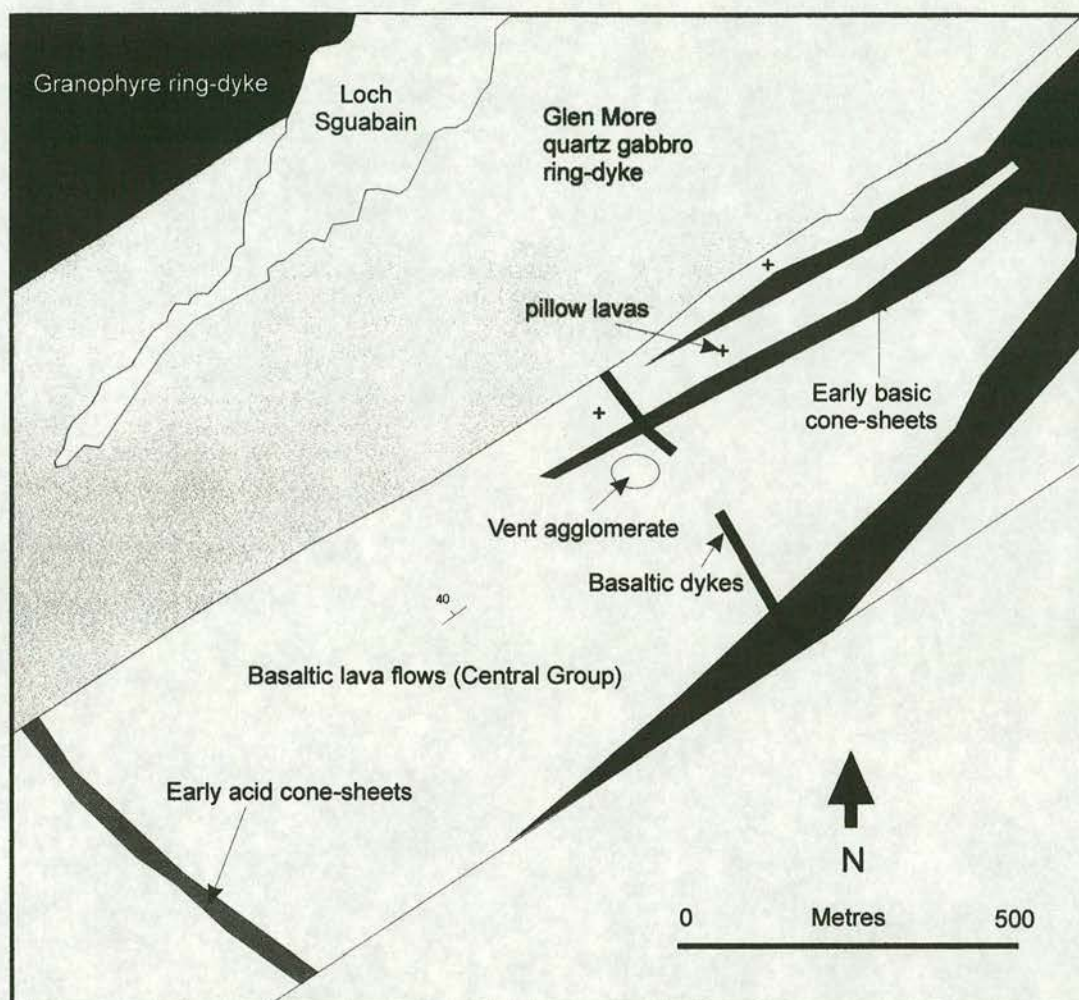 Granophyre ring-dyke
Loch
Sguabain
Glen More
quartz gabbro
ring-dyke
pillow lavas
Early basic
cone-sheets
Vent agglomerate
Basaltic dykes
40
Basaltic lava flows (Central Group)
Early acid cone-sheets
N
0 Metres 500